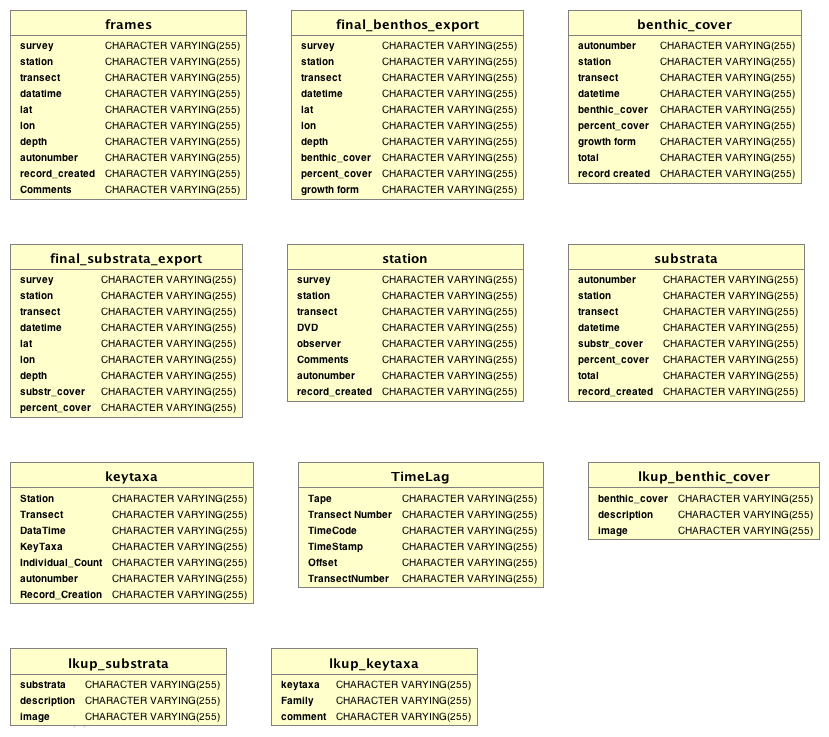 frames
survey CHARACTER VARYING(255)
station CHARACTER VARYING(255)
transect CHARACTER VARYING(255)
datatime CHARACTER VARYING(255)
lat CHARACTER VARYING(255)
lon CHARACTER VARYING(255)
depth CHARACTER VARYING(255)
autonumber CHARACTER VARYING(255)
record_created CHARACTER VARYING(255)
Comments CHARACTER VARYING(255)
final_benthos_export
survey CHARACTER VARYING(255)
station CHARACTER VARYING(255)
transect CHARACTER VARYING(255)
datetime CHARACTER VARYING(255)
lat CHARACTER VARYING(255)
lon CHARACTER VARYING(255)
depth CHARACTER VARYING(255)
benthic_cover CHARACTER VARYING(255)
percent_cover CHARACTER VARYING(255)
growth form CHARACTER VARYING(255)
benthic_cover
autonumber CHARACTER VARYING(255)
station CHARACTER VARYING(255)
transect CHARACTER VARYING(255)
datetime CHARACTER VARYING(255)
benthic_cover CHARACTER VARYING(255)
percent_cover CHARACTER VARYING(255)
growth form CHARACTER VARYING(255)
total CHARACTER VARYING(255)
record created CHARACTER VARYING(255)
final_substrata_export
survey CHARACTER VARYING(255)
station CHARACTER VARYING(255)
transect CHARACTER VARYING(255)
datetime CHARACTER VARYING(255)
lat CHARACTER VARYING(255)
lon CHARACTER VARYING(255)
depth CHARACTER VARYING(255)
substr_cover CHARACTER VARYING(255)
percent_cover CHARACTER VARYING(255)
station
survey CHARACTER VARYING(255)
station CHARACTER VARYING(255)
transect CHARACTER VARYING(255)
DVD CHARACTER VARYING(255)
observer CHARACTER VARYING(255)
Comments CHARACTER VARYING(255)
autonumber CHARACTER VARYING(255)
record_created CHARACTER VARYING(255)
substrata
autonumber CHARACTER VARYING(255)
station CHARACTER VARYING(255)
transect CHARACTER VARYING(255)
datetime CHARACTER VARYING(255)
substr_cover CHARACTER VARYING(255)
percent_cover CHARACTER VARYING(255)
total CHARACTER VARYING(255)
record_created CHARACTER VARYING(255)
keytaxa
Station CHARACTER VARYING(255)
Transect CHARACTER VARYING(255)
DataTime CHARACTER VARYING(255)
KeyTaxa CHARACTER VARYING(255)
Individual_Count CHARACTER VARYING(255)
autonumber CHARACTER VARYING(255)
Record_Creation CHARACTER VARYING(255)
TimeLag
Tape CHARACTER VARYING(255)
Transect Number CHARACTER VARYING(255)
TimeCode CHARACTER VARYING(255)
TimeStamp CHARACTER VARYING(255)
Offset CHARACTER VARYING(255)
TransectNumber CHARACTER VARYING(255)
lkup_benthic_cover
benthic_cover CHARACTER VARYING(255)
description CHARACTER VARYING(255)
image CHARACTER VARYING(255)
lkup_substrata
substrata CHARACTER VARYING(255)
description CHARACTER VARYING(255)
image CHARACTER VARYING(255)
lkup_keytaxa
keytaxa CHARACTER VARYING(255)
Family CHARACTER VARYING(255)
comment CHARACTER VARYING(255)